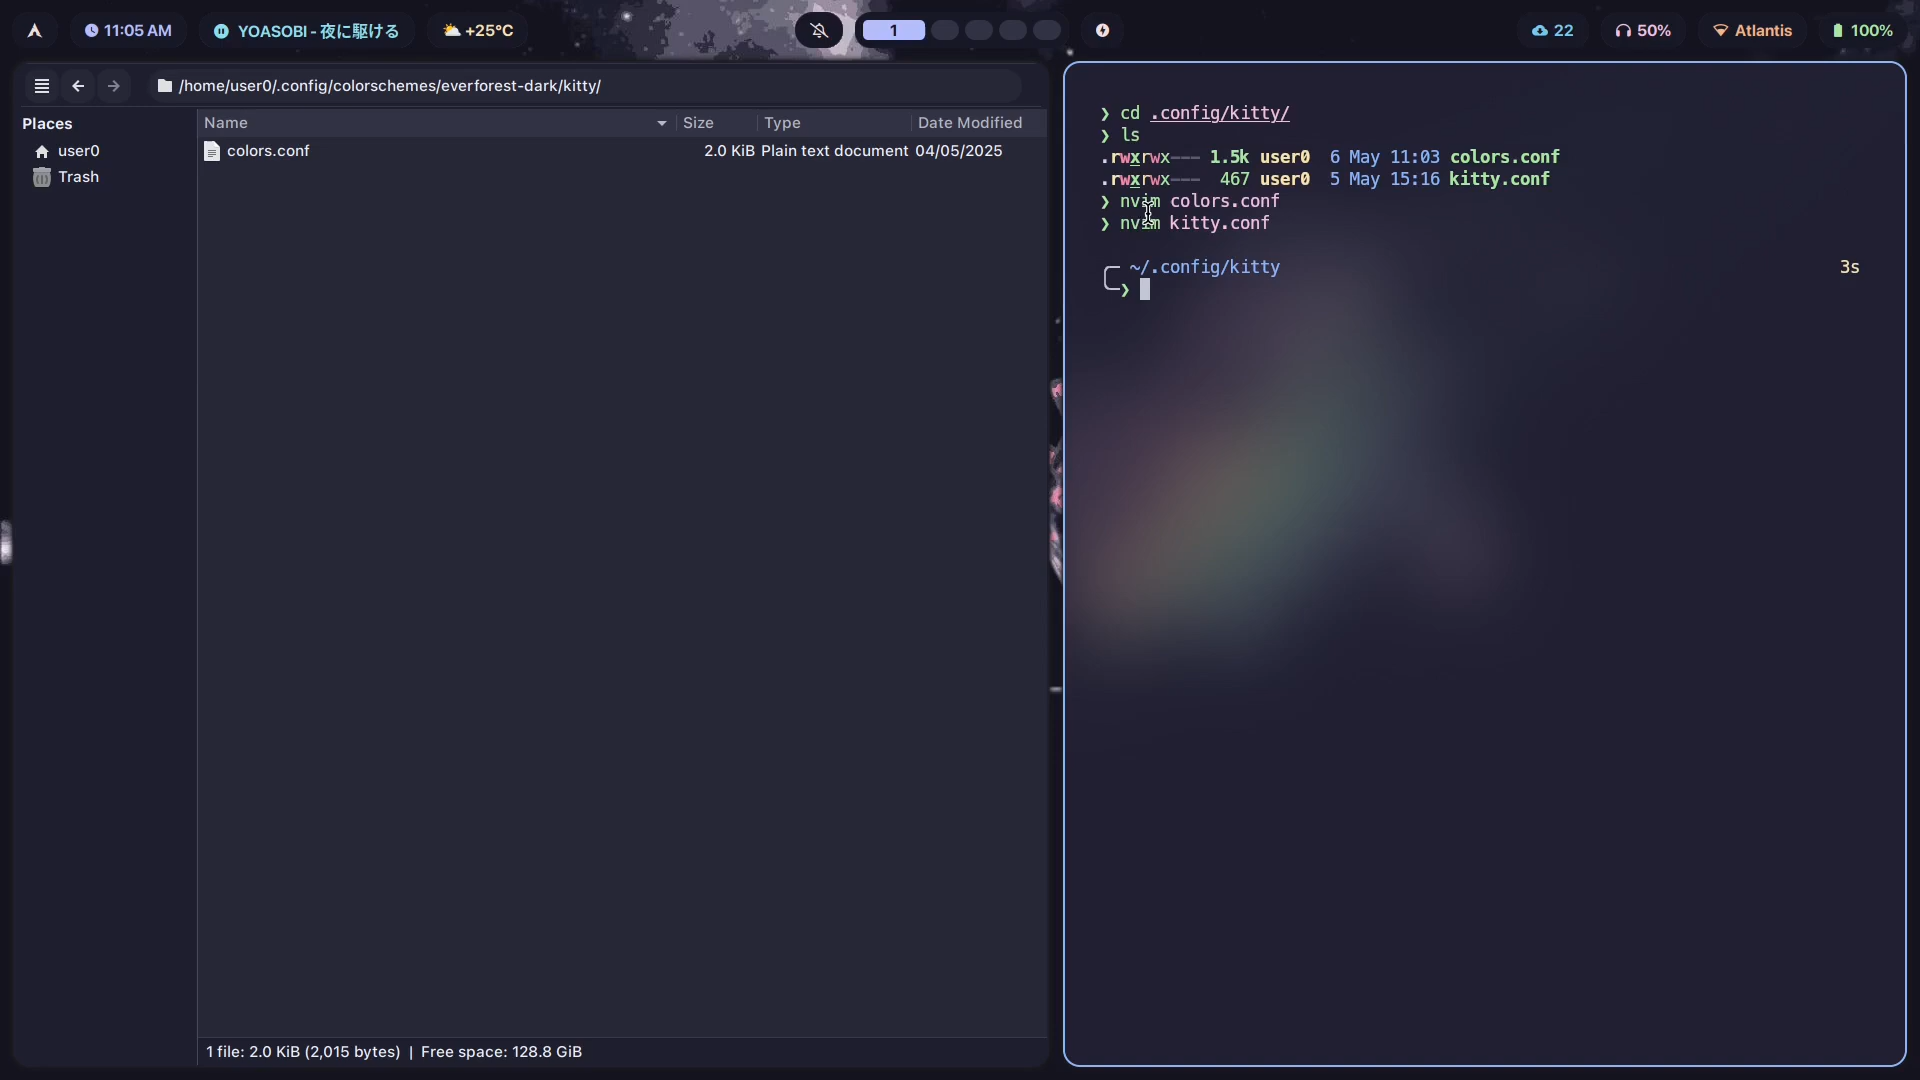 11:05 AM
YOASOBI - 夜に駆ける
+25°C
1
22
50%
Atlantis
100%
/home/user0/.config/colorschemes/everforest-dark/kitty/
Places
user0
Trash
Name Size Type Date Modified
colors.conf 2.0 KiB Plain text document 04/05/2025
1 file: 2.0 KiB (2,015 bytes) | Free space: 128.8 GiB
❯ cd .config/kitty/
❯ ls
.rwxrwx--- 1.5k user0 6 May 11:03 colors.conf
.rwxrwx--- 467 user0 5 May 15:16 kitty.conf
❯ nvim colors.conf
❯ nvim kitty.conf
~/.config/kitty 3s
❯